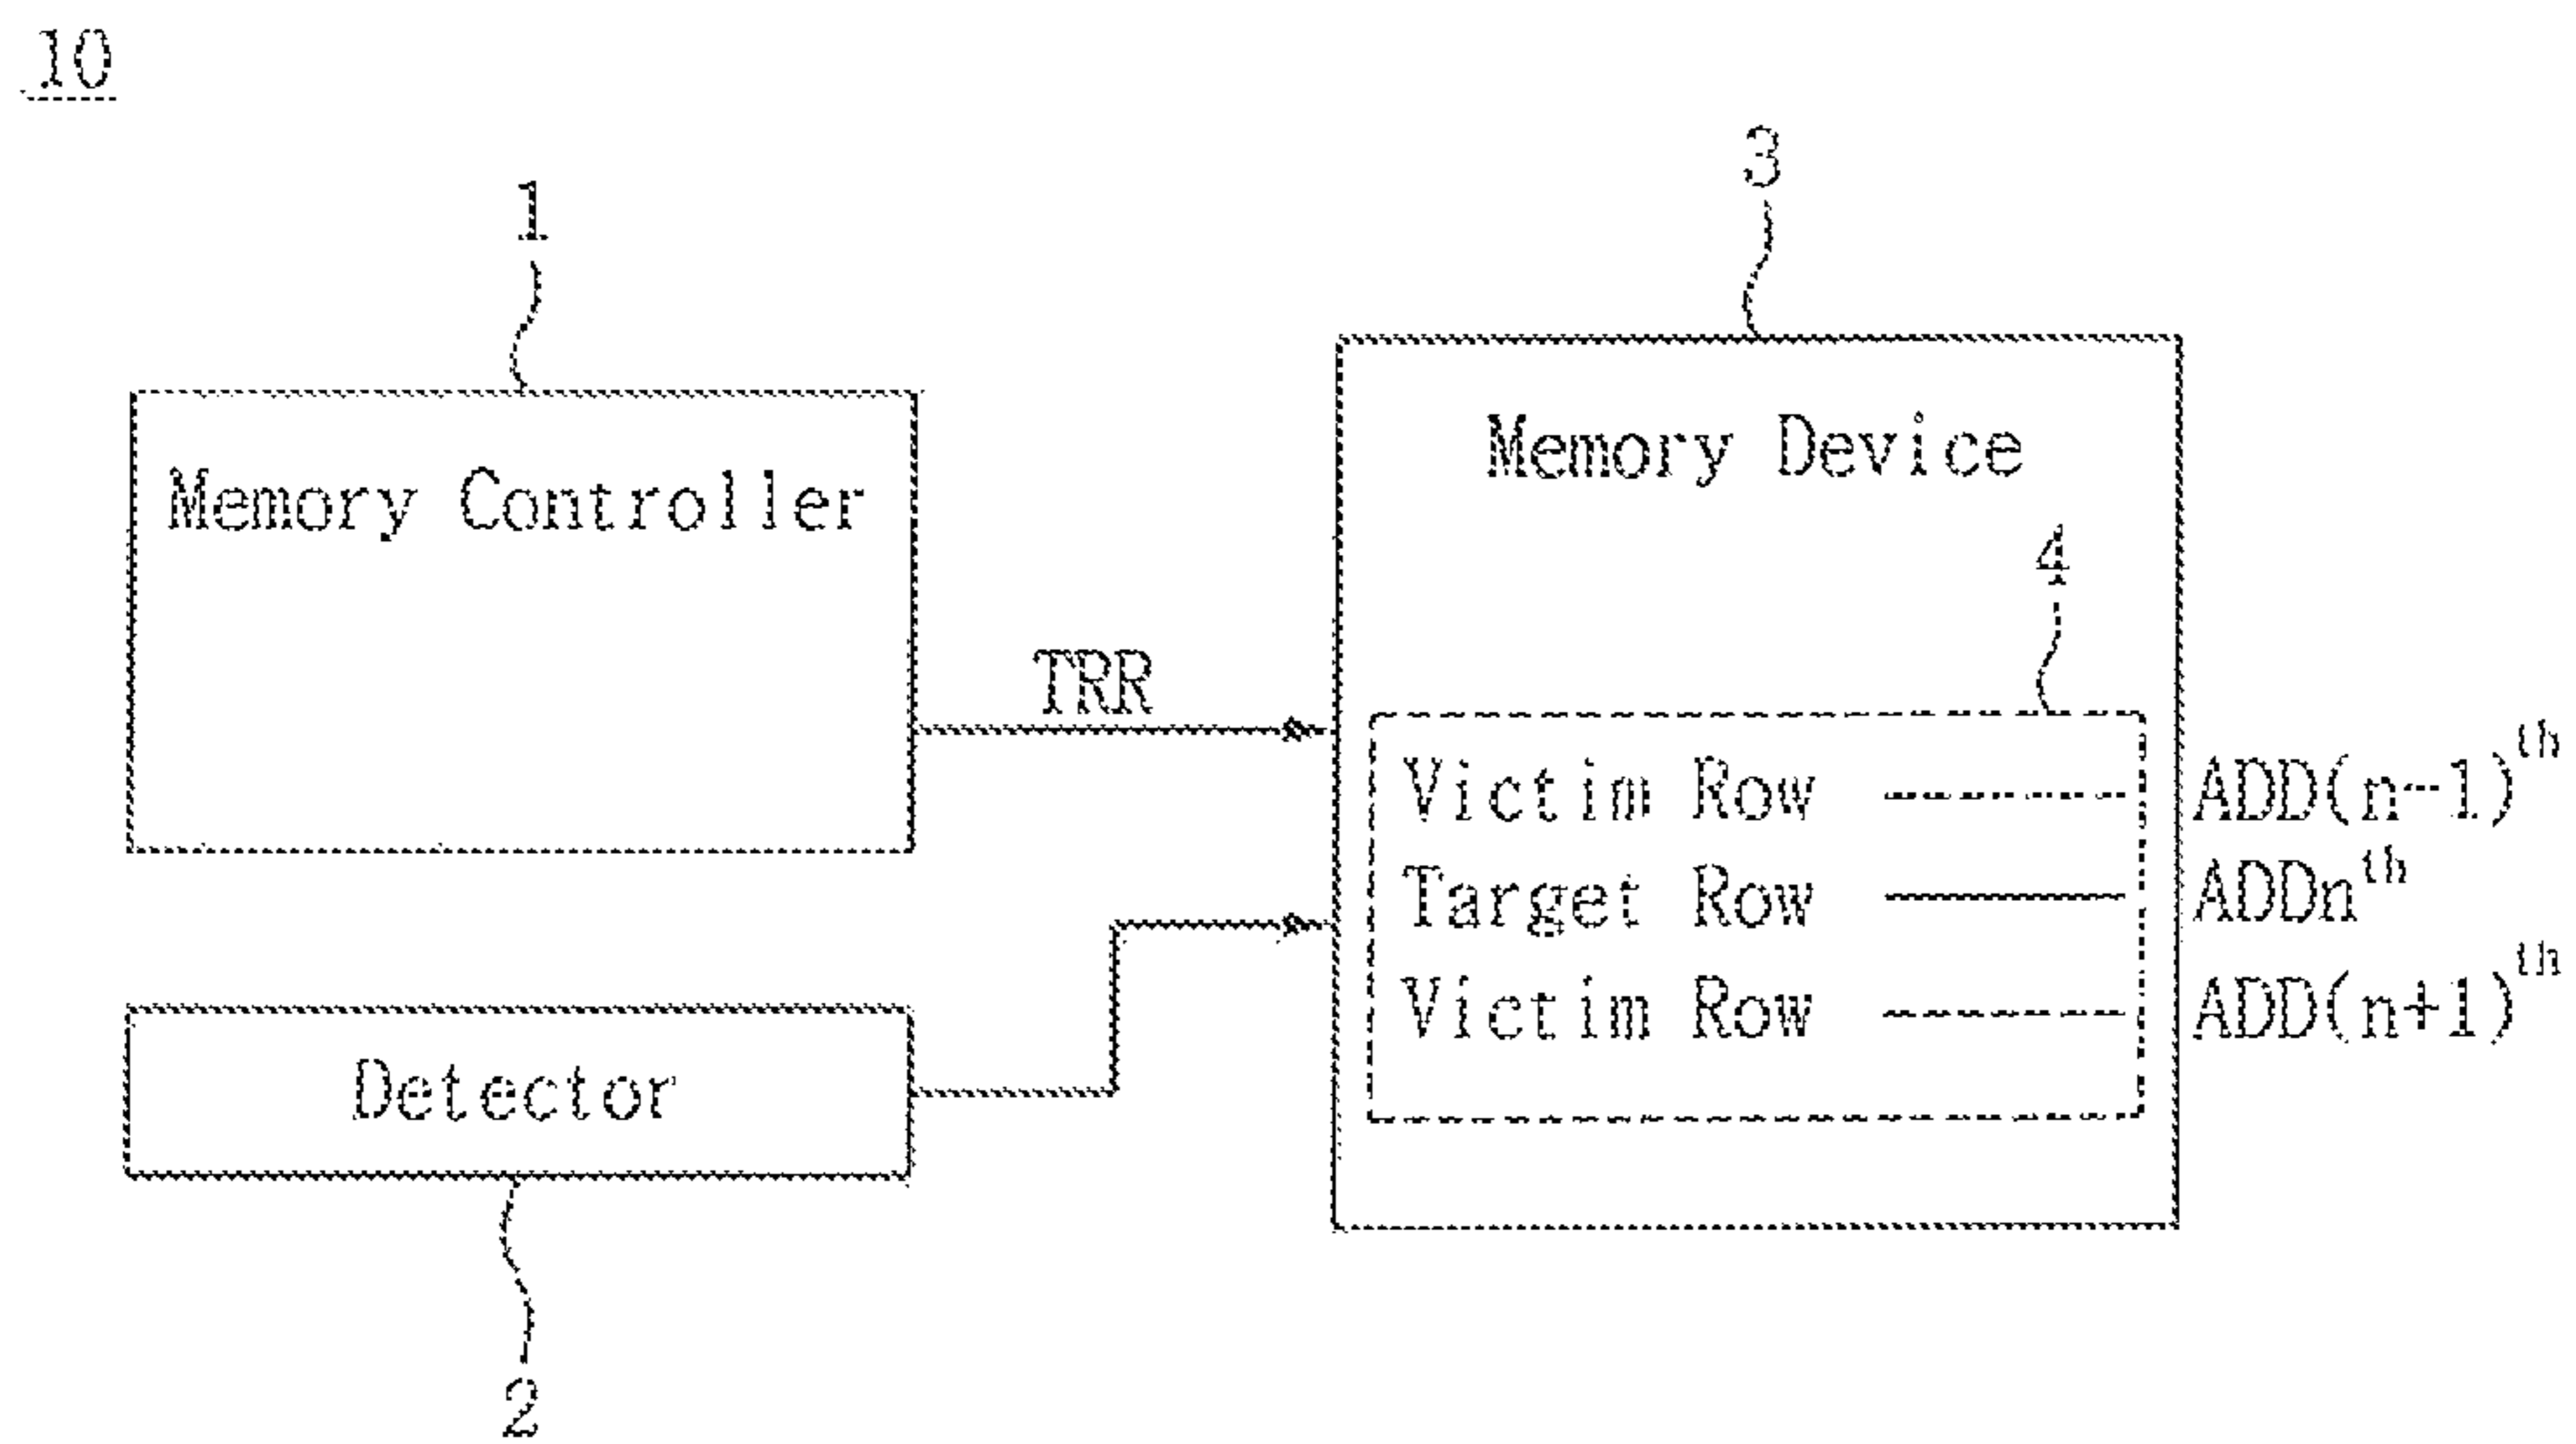 10
1
3
Memory Controller
Memory Device
4
TRR
Victim Row ADD(n-1)th
Target Row ADDnth
Victim Row ADD(n+1)th
Detector
2